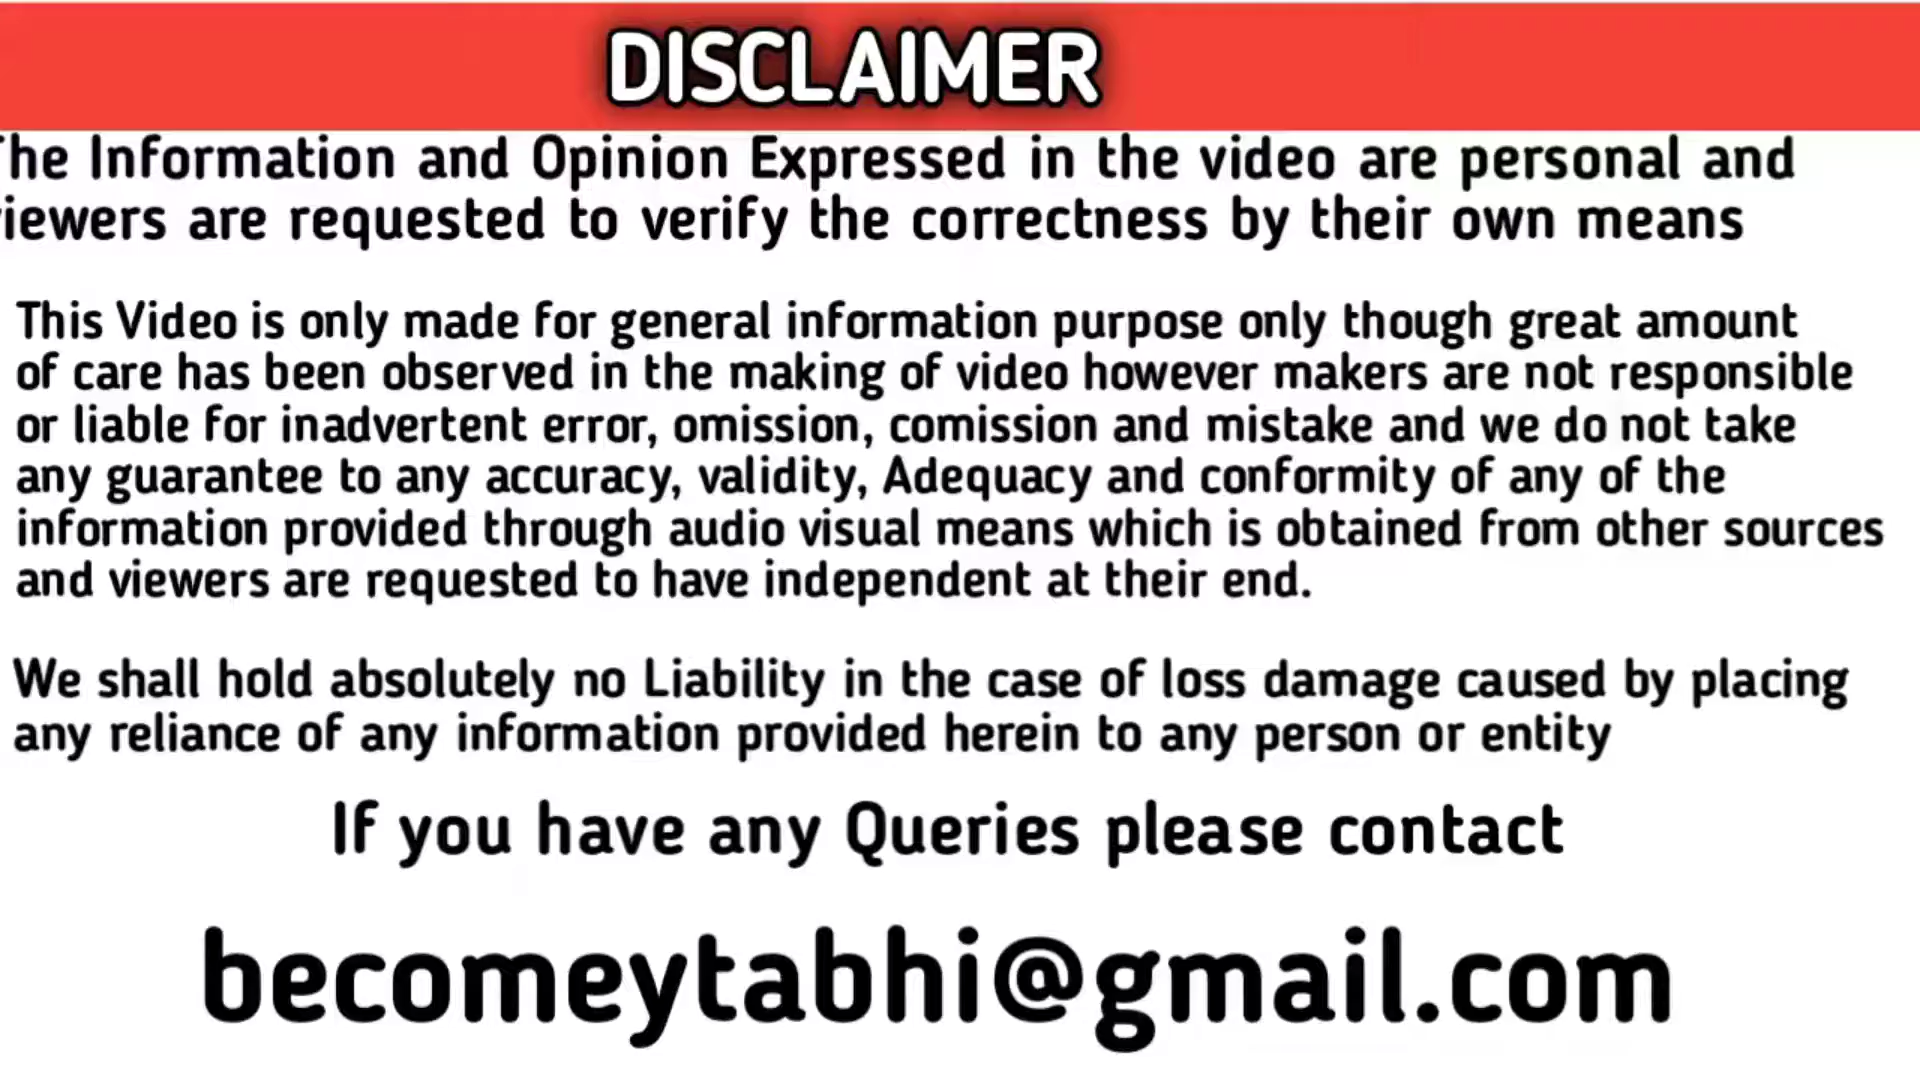 DISCLAIMER
The Information and Opinion Expressed in the video are personal and
viewers are requested to verify the correctness by their own means
This Video is only made for general information purpose only though great amount
of care has been observed in the making of video however makers are not responsible
or liable for inadvertent error, omission, comission and mistake and we do not take
any guarantee to any accuracy, validity, Adequacy and conformity of any of the
information provided through audio visual means which is obtained from other sources
and viewers are requested to have independent at their end.
We shall hold absolutely no Liability in the case of loss damage caused by placing
any reliance of any information provided herein to any person or entity
If you have any Queries please contact
becomeytabhi@gmail.com